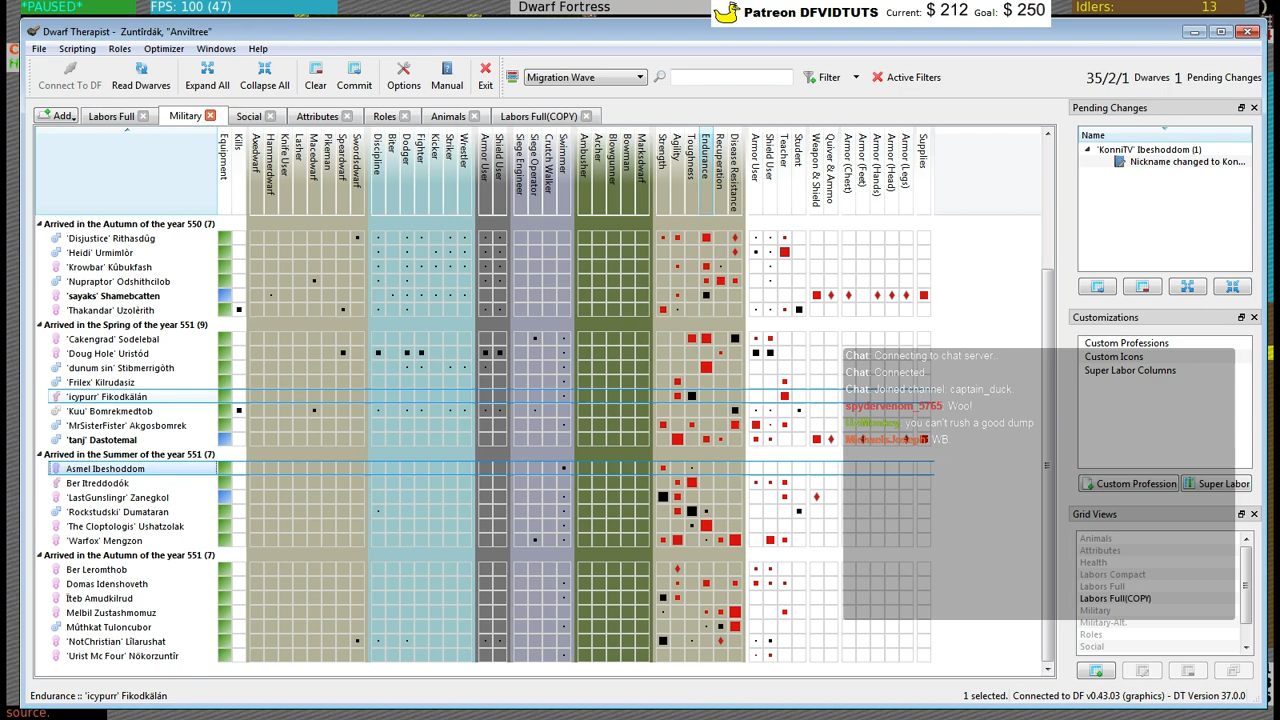 *PAUSED*
FPS: 100 (47)
Dwarf Fortress
Patreon DFVIDTUTS Current: $ 212 Goal: $ 250
Idlers: 13
Dwarf Therapist - Zuntîrdák, "Anviltree"
File Scripting Roles Optimizer Windows Help
Connect To DF Read Dwarves Expand All Collapse All Clear Commit Options Manual Exit
Migration Wave
Filter Active Filters
35/2/1 Dwarves 1 Pending Changes
Add... Labors Full Military Social Attributes Roles Animals Labors Full(COPY)
Equipment
Kills
Axedwarf
Hammerdwarf
Knife User
Lasher
Macedwarf
Pikeman
Speardwarf
Swordsdwarf
Discipline
Biter
Dodger
Fighter
Kicker
Striker
Wrestler
Armor User
Shield User
Siege Engineer
Siege Operator
Crutch Walker
Swimmer
Ambusher
Archer
Blowgunner
Bowman
Marksdwarf
Strength
Agility
Toughness
Endurance
Recuperation
Disease Resistance
Armor User
Shield User
Teacher
Student
Weapon & Shield
Quiver & Ammo
Armor (Chest)
Armor (Feet)
Armor (Hands)
Armor (Head)
Armor (Legs)
Supplies
Arrived in the Autumn of the year 550 (7)
'Disjustice' Rithasdûg
'Heidi' Urmimlôr
'Krowbar' Kûbukfash
'Nupraptor' Odshithcilob
'sayaks' Shamebcatten
'Thakandar' Uzolèrith
Arrived in the Spring of the year 551 (9)
'Cakengrad' Sodelebal
'Doug Hole' Uristód
'dunum sin' Stibmerrigôth
'Frilex' Kilrudasiz
'icypurr' Fikodkälán
'Kuu' Bomrekmedtob
'MrSisterFister' Akgosbomrek
'tanj' Dastotemal
Arrived in the Summer of the year 551 (7)
Asmel Ibeshoddom
Ber Itreddodók
'LastGunslingr' Zanegkol
'Rockstudski' Dumataran
'The Cloptologis' Ushatzolak
'Warfox' Mengzon
Arrived in the Autumn of the year 551 (7)
Ber Leromthob
Domas Idenshoveth
Îteb Amudkilrud
Melbil Zustashmomuz
Mûthkat Tuloncubor
'NotChristian' Lîlarushat
'Urist Mc Four' Nökorzuntîr
Pending Changes
Name
'KonniTV' Ibeshoddom (1)
Nickname changed to Kon...
Customizations
Custom Professions
Custom Icons
Super Labor Columns
Chat: Connecting to chat server..
Chat: Connected
Chat: Joined channel: captain_duck.
spydervenom_5765 Woo!
you can't rush a good dump
WB.
Custom Profession Super Labor
Grid Views
Animals
Attributes
Health
Labors Compact
Labors Full
Labors Full(COPY)
Military
Military-Alt.
Roles
Social
Endurance :: 'icypurr' Fikodkälán
1 selected. Connected to DF v0.43.03 (graphics) - DT Version 37.0.0
source.